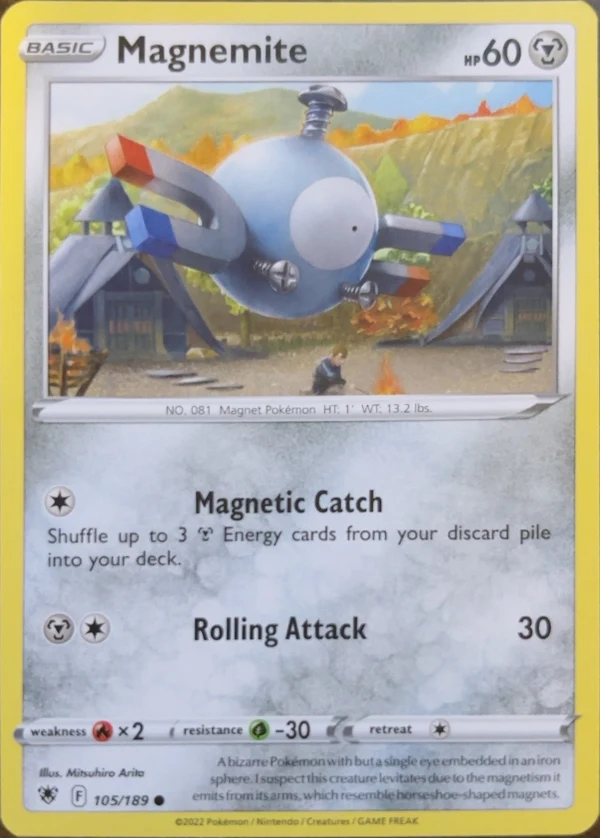 BASIC Magnemite HP60
NO. 081 Magnet Pokémon HT: 1' WT: 13.2 lbs.
Magnetic Catch
Shuffle up to 3 Energy cards from your discard pile
into your deck.
Rolling Attack 30
weakness ×2 resistance -30 retreat
Illus. Mitsuhiro Arita
A bizarre Pokémon with but a single eye embedded in an iron
sphere. I suspect this creature levitates due to the magnetism it
emits from its arms, which resemble horseshoe-shaped magnets.
F 105/189
©2022 Pokémon / Nintendo / Creatures / GAME FREAK